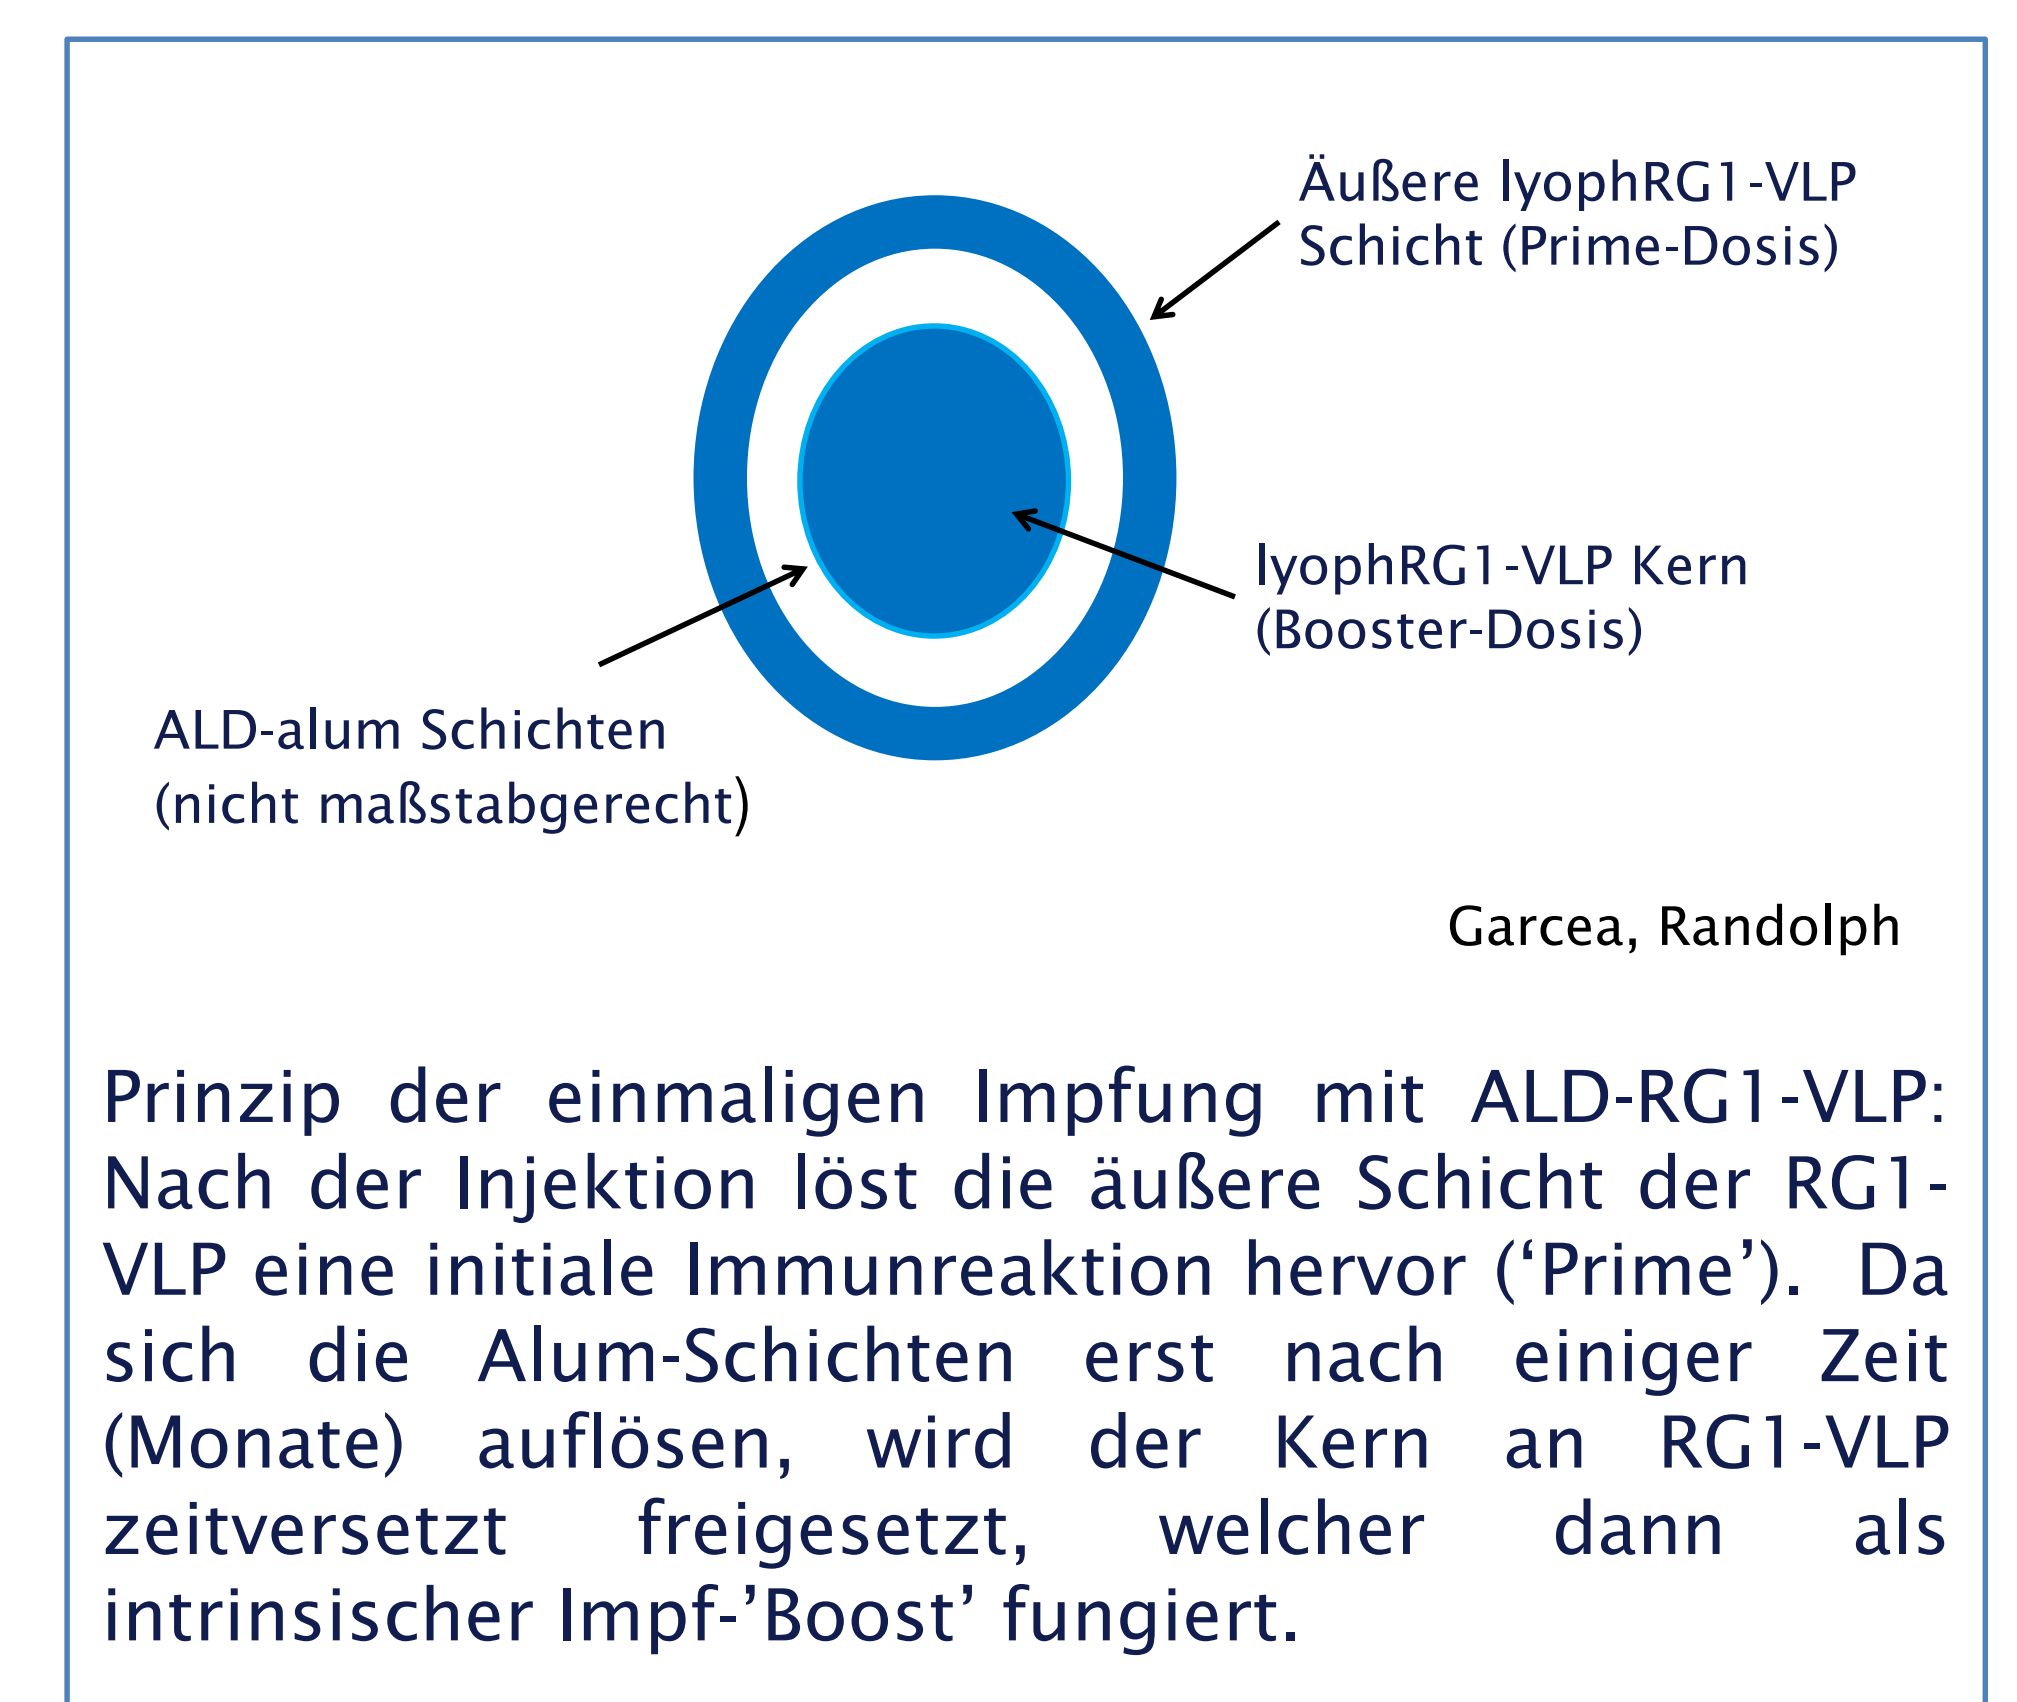 Äußere lyophRG1-VLP
Schicht (Prime-Dosis)
lyophRG1-VLP Kern
(Booster-Dosis)
ALD-alum Schichten
(nicht maßstabgerecht)
Garcea, Randolph
Prinzip der einmaligen Impfung mit ALD-RG1-VLP:
Nach der Injektion löst die äußere Schicht der RG1-
VLP eine initiale Immunreaktion hervor (‘Prime’). Da
sich die Alum-Schichten erst nach einiger Zeit
(Monate) auflösen, wird der Kern an RG1-VLP
zeitversetzt freigesetzt, welcher dann als
intrinsischer Impf-’Boost’ fungiert.